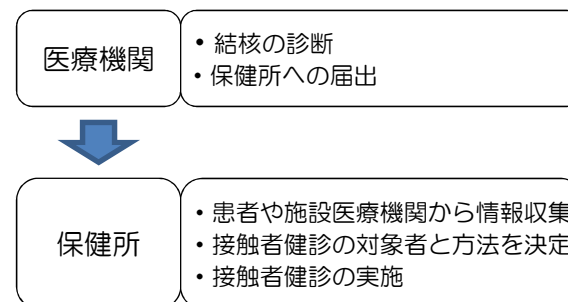 医療機関
• 結核の診断
• 保健所への届出
保健所
• 患者や施設医療機関から情報収集
• 接触者健診の対象者と方法を決定
• 接触者健診の実施